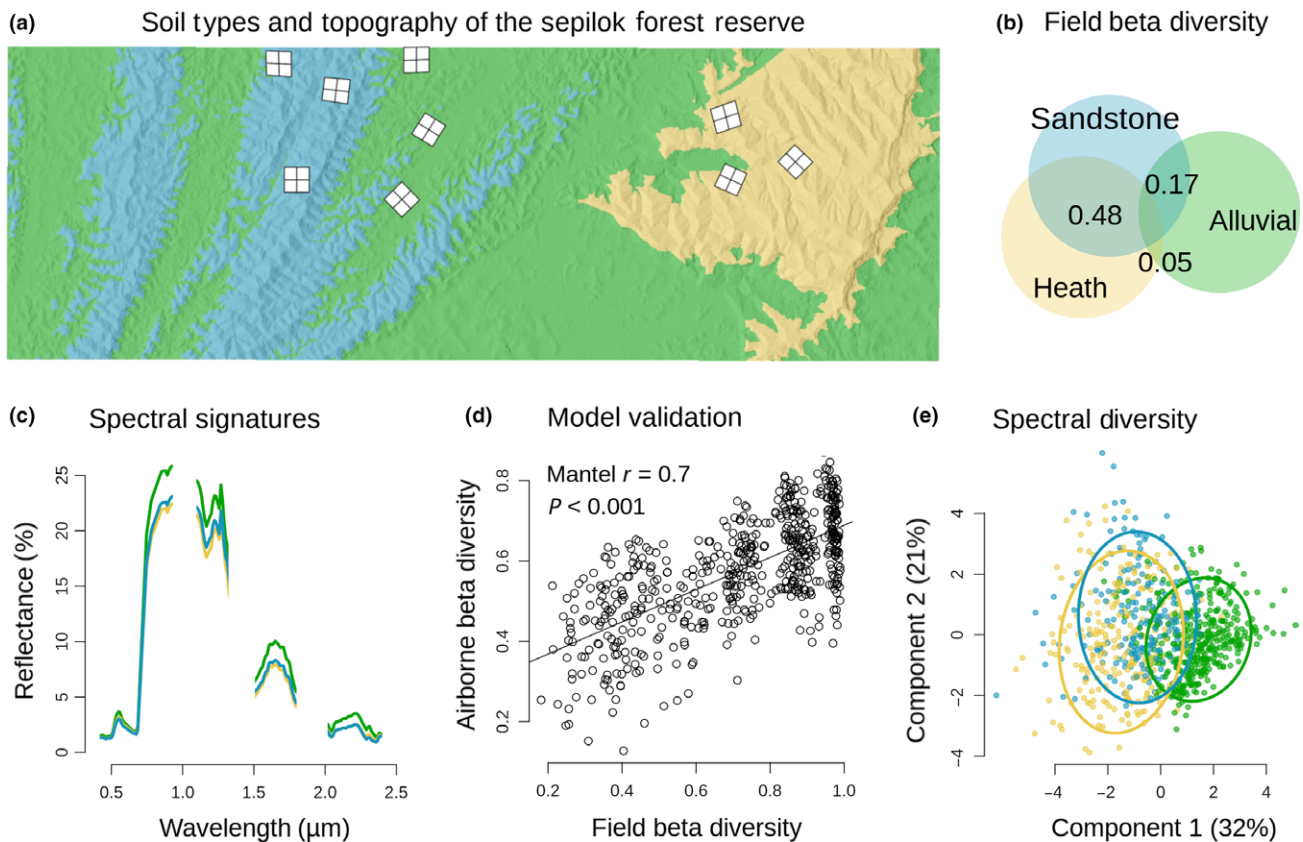 (a) Soil types and topography of the sepilok forest reserve
(b) Field beta diversity
Sandstone
0.17
0.48
Alluvial
0.05
Heath
(c) Spectral signatures
Reflectance (%)
25
20
15
10
5
0
0.5 1.0 1.5 2.0 2.5
Wavelength (µm)
(d) Model validation
Mantel r = 0.7
P < 0.001
Airborne beta diversity
0.8
0.6
0.4
0.2
0.2 0.4 0.6 0.8 1.0
Field beta diversity
(e) Spectral diversity
Component 2 (21%)
4
2
0
−2
−4
−4 −2 0 2 4
Component 1 (32%)